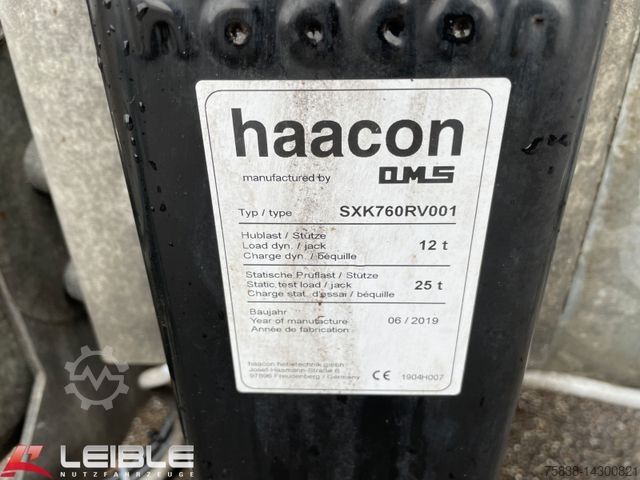 haacon
manufactured by OMS
Typ / type SXK760RV001
Hublast / Stütze
Load dyn. / jack 12 t
Charge dyn. / béquille
Statische Prüflast / Stütze
Static test load / jack 25 t
Charge stat. d'essai / béquille
Baujahr
Year of manufacture 06 / 2019
Année de fabrication
haacon hebetechnik gmbh
Josef-Haamann-Straße 6
97896 Freudenberg / Germany CE 1904H007
LEIBLE
NUTZFAHRZEUGE
75638-14300821